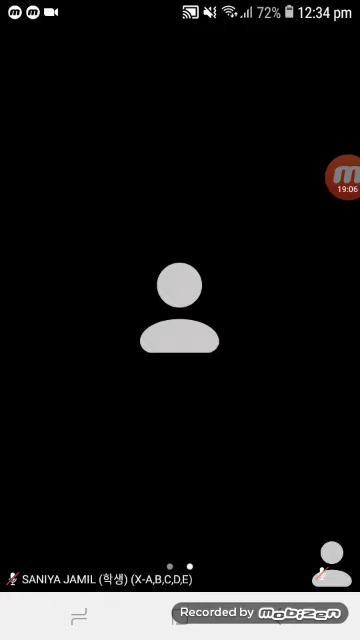 72% 12:34 pm
19:06
SANIYA JAMIL (학생) (X-A,B,C,D,E)
Recorded by mobizen